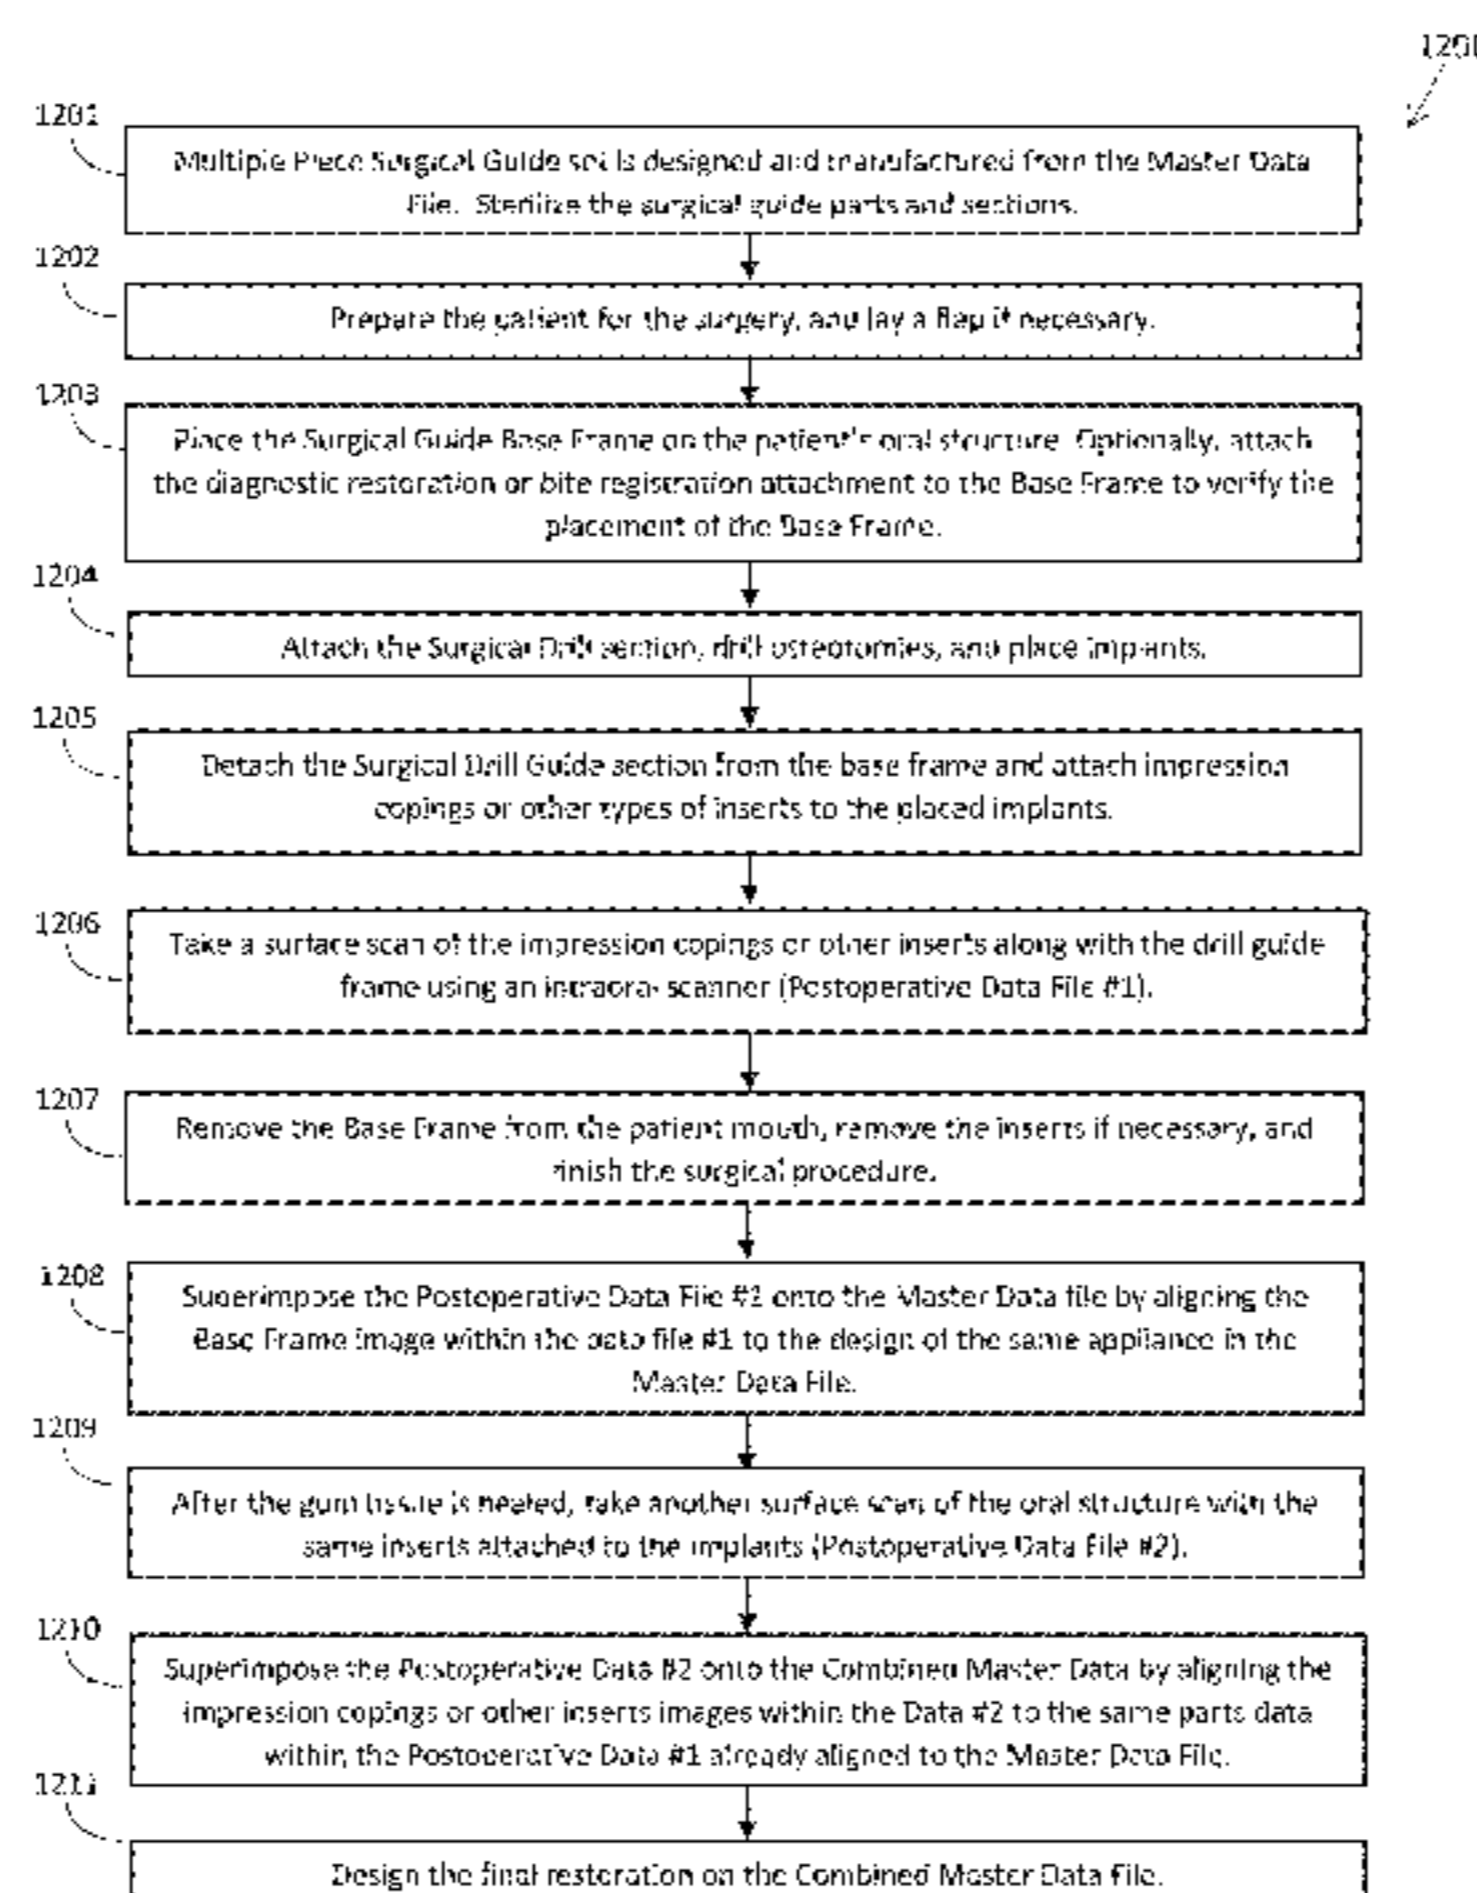 1201
Multiple Piece Surgical Guide set is designed and manufactured from the Master Data
File. Sterilize the surgical guide parts and sections.
1202
Prepare the patient for the surgery, and lay a flap if necessary.
1203
Place the Surgical Guide Base Frame on the patient's oral structure. Optionally, attach
the diagnostic restoration or bite registration attachment to the Base Frame to verify the
placement of the Base Frame.
1204
Attach the Surgical Drill section, drill osteotomies, and place implants.
1205
Detach the Surgical Drill Guide section from the base frame and attach impression
copings or other types of inserts to the placed implants.
1206
Take a surface scan of the impression copings or other inserts along with the drill guide
frame using an intraoral scanner (Postoperative Data File #1).
1207
Remove the Base Frame from the patient mouth, remove the inserts if necessary, and
finish the surgical procedure.
1208
Superimpose the Postoperative Data File onto the Master Data file by aligning the
Base Frame image within the data file #1 to the design of the same appliance in the
Master Data File.
1209
After the gum tissue is healed, take another surface scan of the oral structure with the
same inserts attached to the implants (Postoperative Data File #2).
1210
Superimpose the Postoperative Data #2 onto the Combined Master Data by aligning the
impression copings or other inserts images within the Data #2 to the same parts data
within the Postoperative Data #1 already aligned to the Master Data File.
1211
Design the final restoration on the Combined Master Data File.